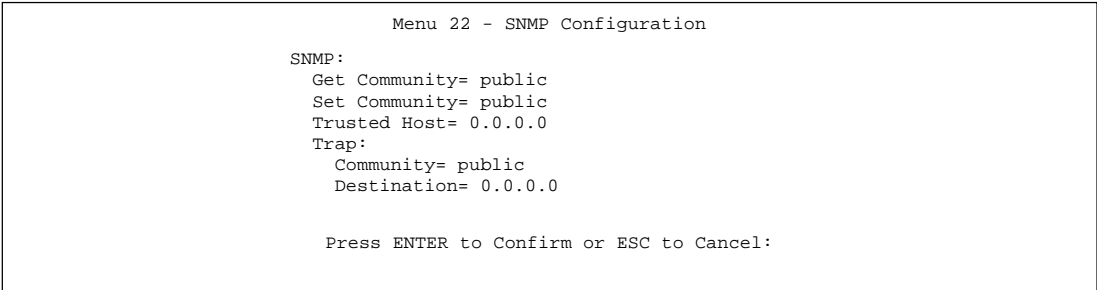 Menu 22 - SNMP Configuration
SNMP:
Get Community= public
Set Community= public
Trusted Host= 0.0.0.0
Trap:
Community= public
Destination= 0.0.0.0
Press ENTER to Confirm or ESC to Cancel: